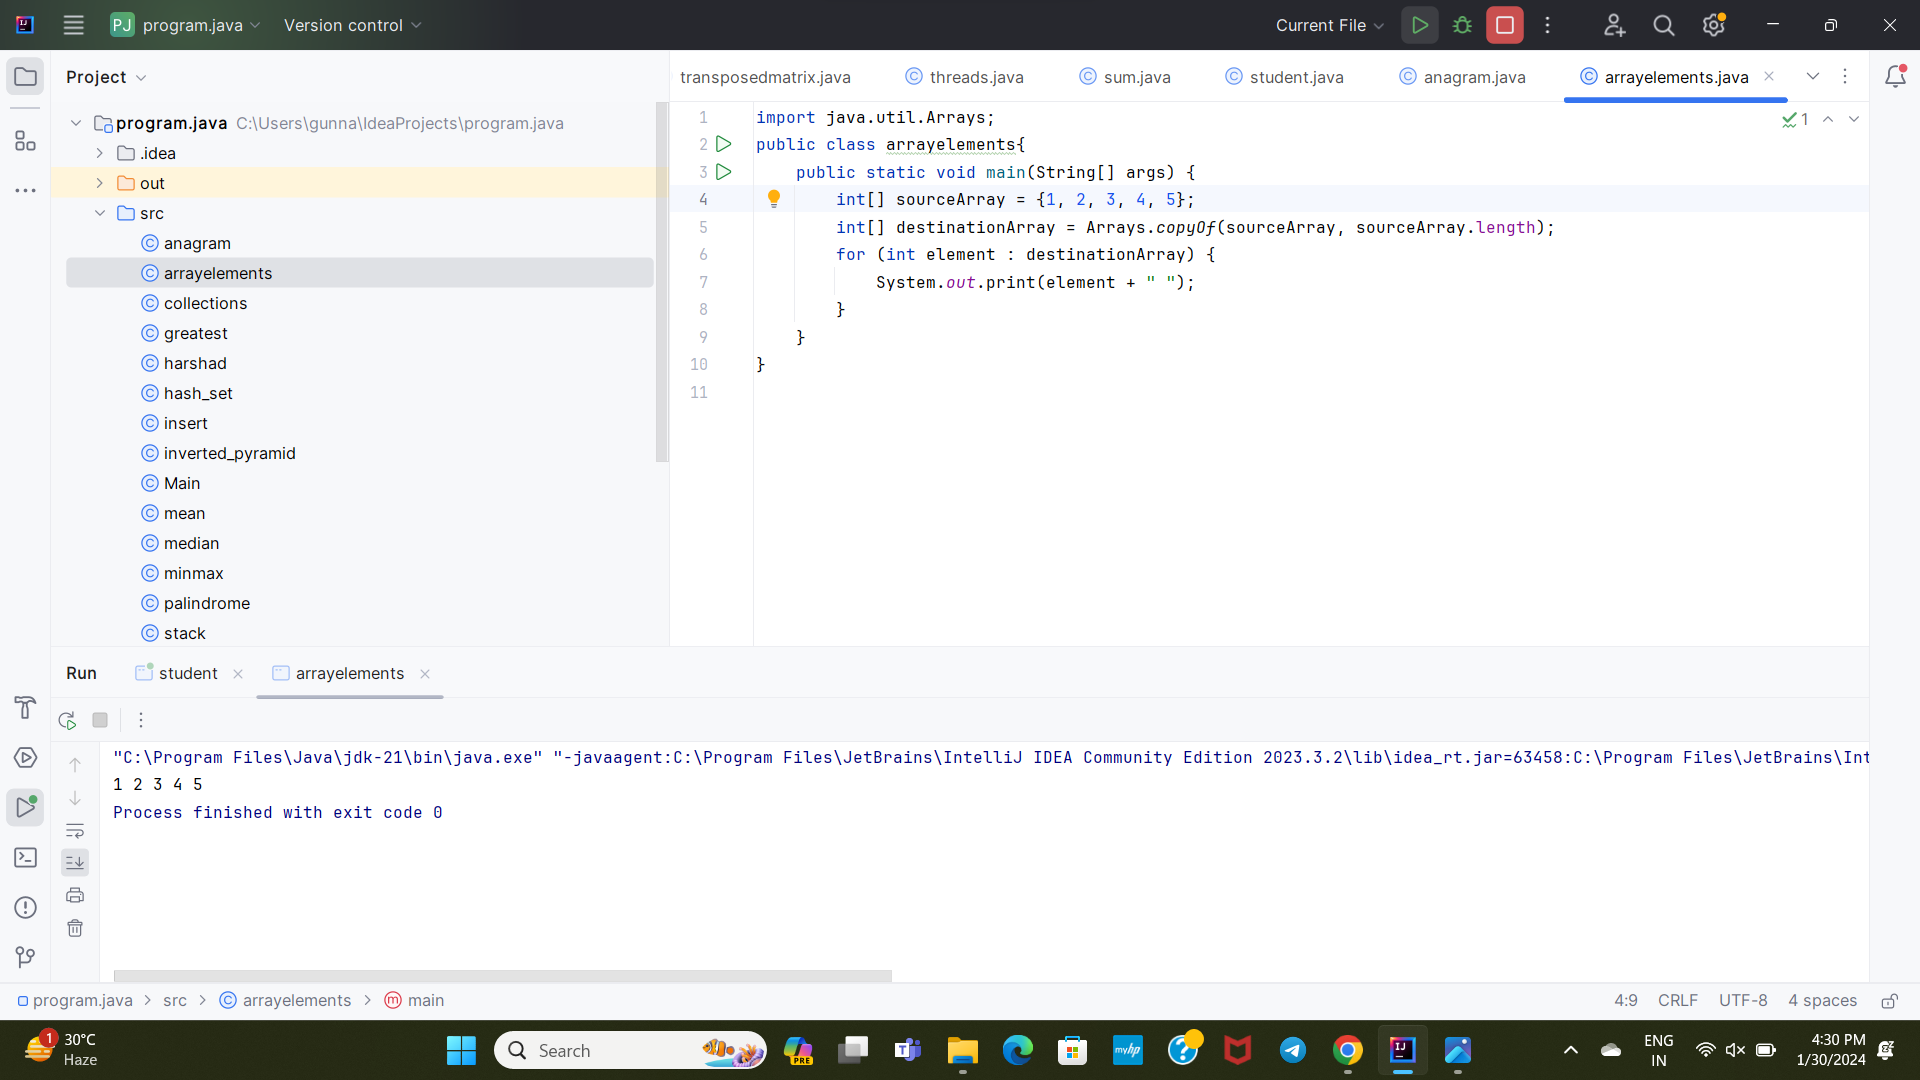 PJ program.java Version control Current File
Project
transposedmatrix.java threads.java sum.java student.java anagram.java arrayelements.java
program.java C:\Users\gunna\IdeaProjects\program.java
.idea
out
src
anagram
arrayelements
collections
greatest
harshad
hash_set
insert
inverted_pyramid
Main
mean
median
minmax
palindrome
stack
1 import java.util.Arrays;
2 public class arrayelements{
3 public static void main(String[] args) {
4 int[] sourceArray = {1, 2, 3, 4, 5};
5 int[] destinationArray = Arrays.copyOf(sourceArray, sourceArray.length);
6 for (int element : destinationArray) {
7 System.out.print(element + " ");
8 }
9 }
10 }
11
1
Run student arrayelements
"C:\Program Files\Java\jdk-21\bin\java.exe" "-javaagent:C:\Program Files\JetBrains\IntelliJ IDEA Community Edition 2023.3.2\lib\idea_rt.jar=63458:C:\Program Files\JetBrains\Int
1 2 3 4 5
Process finished with exit code 0
program.java > src > arrayelements > main 4:9 CRLF UTF-8 4 spaces
1 30°C
Haze
Search
PRE
myhp
ENG
IN
4:30 PM
1/30/2024